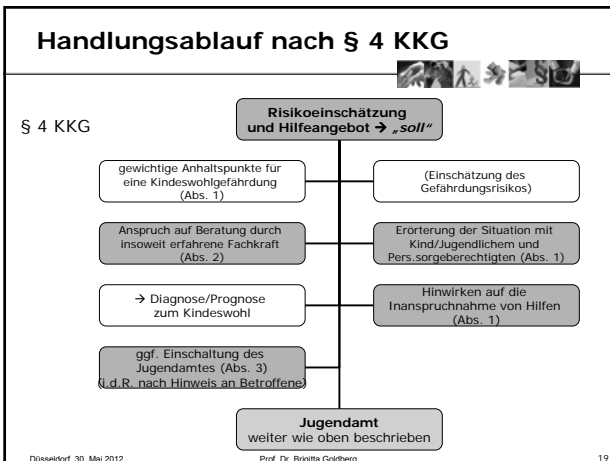 Handlungsablauf nach § 4 KKG
§ 4 KKG
Risikoeinschätzung
und Hilfeangebot → „soll“
gewichtige Anhaltspunkte für
eine Kindeswohlgefährdung
(Abs. 1)
(Einschätzung des
Gefährdungsrisikos)
Anspruch auf Beratung durch
insoweit erfahrene Fachkraft
(Abs. 2)
Erörterung der Situation mit
Kind/Jugendlichem und
Pers.sorgeberechtigten (Abs. 1)
→ Diagnose/Prognose
zum Kindeswohl
Hinwirken auf die
Inanspruchnahme von Hilfen
(Abs. 1)
ggf. Einschaltung des
Jugendamtes (Abs. 3)
(i.d.R. nach Hinweis an Betroffene)
Jugendamt
weiter wie oben beschrieben
Düsseldorf, 30. Mai 2012
Prof. Dr. Brigitta Goldberg
19